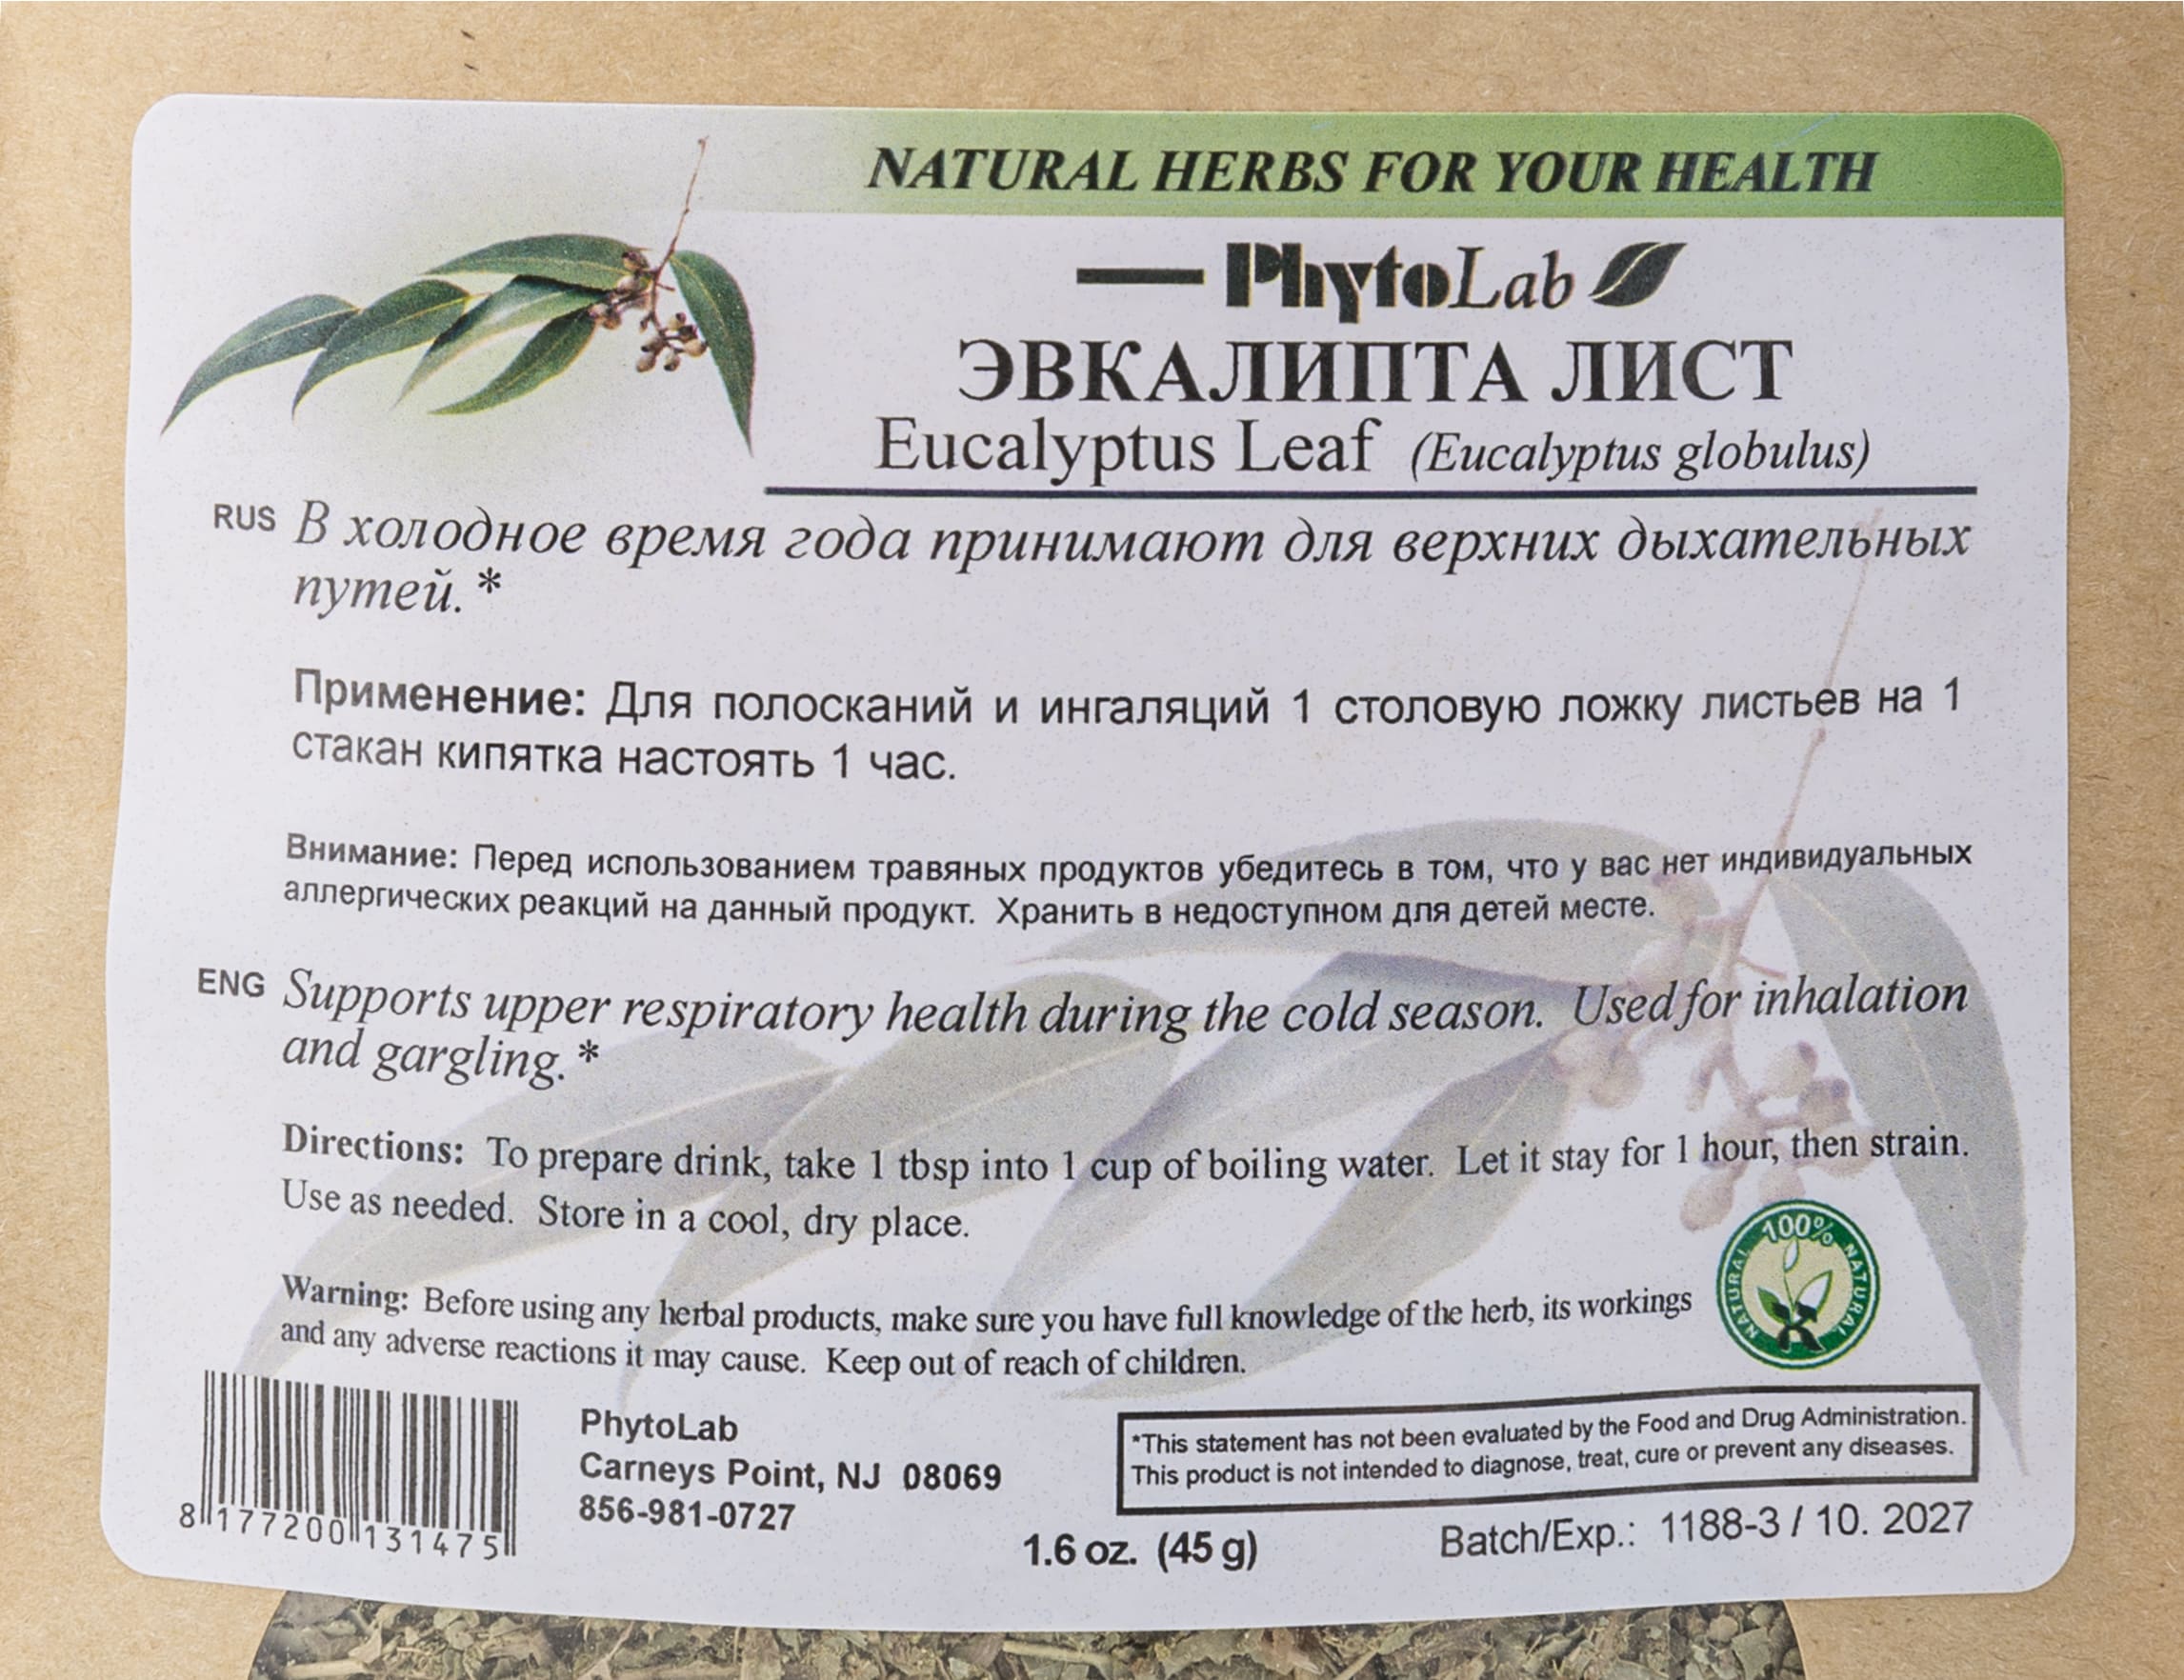 NATURAL HERBS FOR YOUR HEALTH
PhytoLab
ЭВКАЛИПТА ЛИСТ
Eucalyptus Leaf (Eucalyptus globulus)
RUS В холодное время года принимают для верхних дыхательных
путей. *
Применение: Для полосканий и ингаляций 1 столовую ложку листьев на 1
стакан кипятка настоять 1 час.
Внимание: Перед использованием травяных продуктов убедитесь в том, что у вас нет индивидуальных
аллергических реакций на данный продукт. Хранить в недоступном для детей месте.
ENG Supports upper respiratory health during the cold season. Used for inhalation
and gargling. *
Directions: To prepare drink, take 1 tbsp into 1 cup of boiling water. Let it stay for 1 hour, then strain.
Use as needed. Store in a cool, dry place.
100% NATURAL NATURAL
Warning: Before using any herbal products, make sure you have full knowledge of the herb, its workings
and any adverse reactions it may cause. Keep out of reach of children.
8 177200 131475
PhytoLab
Carneys Point, NJ 08069
856-981-0727
*This statement has not been evaluated by the Food and Drug Administration.
This product is not intended to diagnose, treat, cure or prevent any diseases.
1.6 oz. (45 g)
Batch/Exp.: 1188-3 / 10. 2027